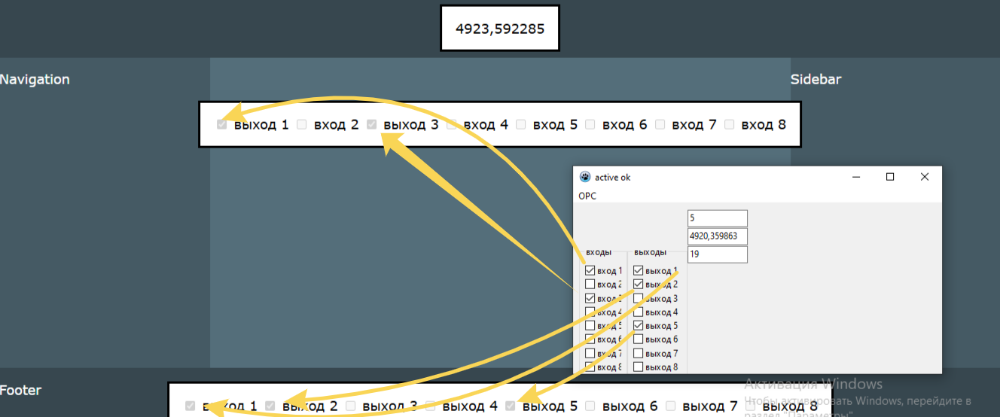 4923,592285
Navigation
Sidebar
выход 1 вход 2 выход 3 вход 4 вход 5 вход 6 вход 7 вход 8
active ok
OPC
5
4920,359863
19
входы выходы
вход 1 выход 1
вход 2 выход 2
вход выход 3
вход 4 выход 4
вход 5 выход 5
вход 6 выход 6
вход 7 выход 7
вход 8 выход 8
Footer
выход 1 выход 2 выход 3 выход 4 выход 5 выход 6 выход 7 выход 8
Активация Windows
Чтобы активировать Windows, перейдите в
раздел "Параметры".